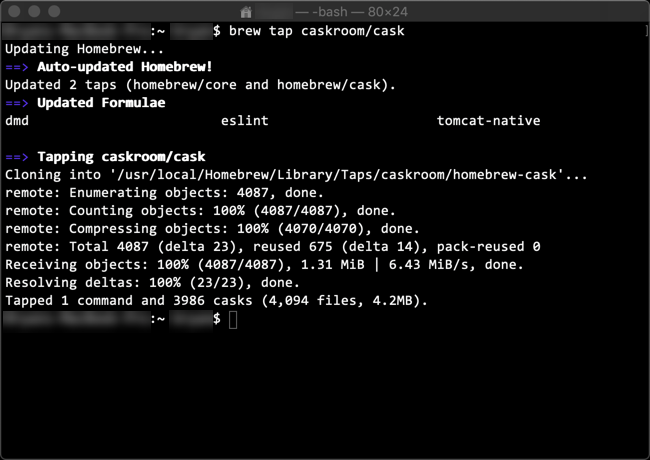 — -bash — 80×24
:~ $ brew tap caskroom/cask
Updating Homebrew...
==> Auto-updated Homebrew!
Updated 2 taps (homebrew/core and homebrew/cask).
==> Updated Formulae
dmd eslint tomcat-native
==> Tapping caskroom/cask
Cloning into '/usr/local/Homebrew/Library/Taps/caskroom/homebrew-cask'...
remote: Enumerating objects: 4087, done.
remote: Counting objects: 100% (4087/4087), done.
remote: Compressing objects: 100% (4070/4070), done.
remote: Total 4087 (delta 23), reused 675 (delta 14), pack-reused 0
Receiving objects: 100% (4087/4087), 1.31 MiB | 6.43 MiB/s, done.
Resolving deltas: 100% (23/23), done.
Tapped 1 command and 3986 casks (4,094 files, 4.2MB).
:~ $